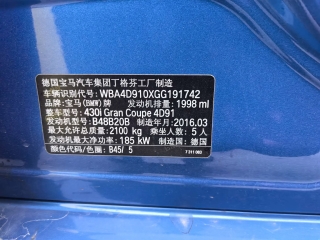 德国宝马汽车集团丁格芬工厂制造
车辆识别代号: WBA4D910XGG191742
品牌: 宝马(BMW)牌 发动机排量: 1998 ml
整车型号: 430i Gran Coupe 4D91
发动机型号: B48B20B 制造年月: 2016.03
最大允许总质量: 2100 kg 乘坐人数: 5 人
发动机最大净功率: 185 kW 中国制造
颜色代码/色圈: B45/ 5